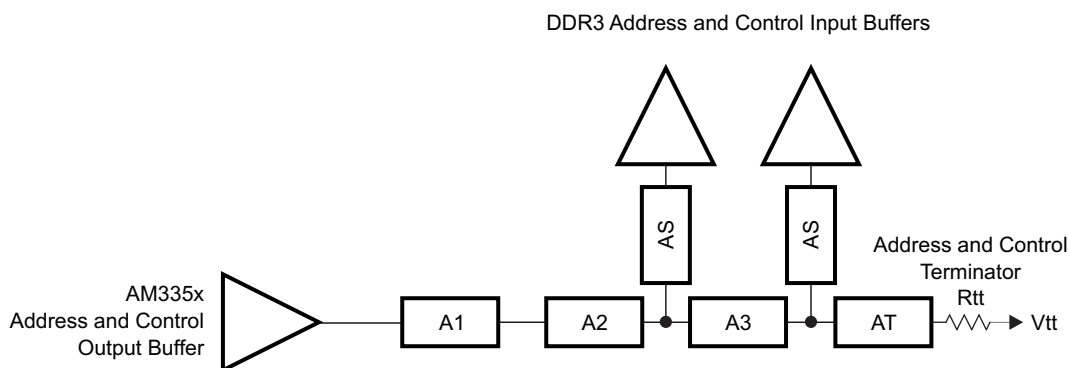 DDR3 Address and Control Input Buffers
AS
AS
AM335x
Address and Control
Output Buffer
A1
A2
A3
AT
Address and Control
Terminator
Rtt
Vtt